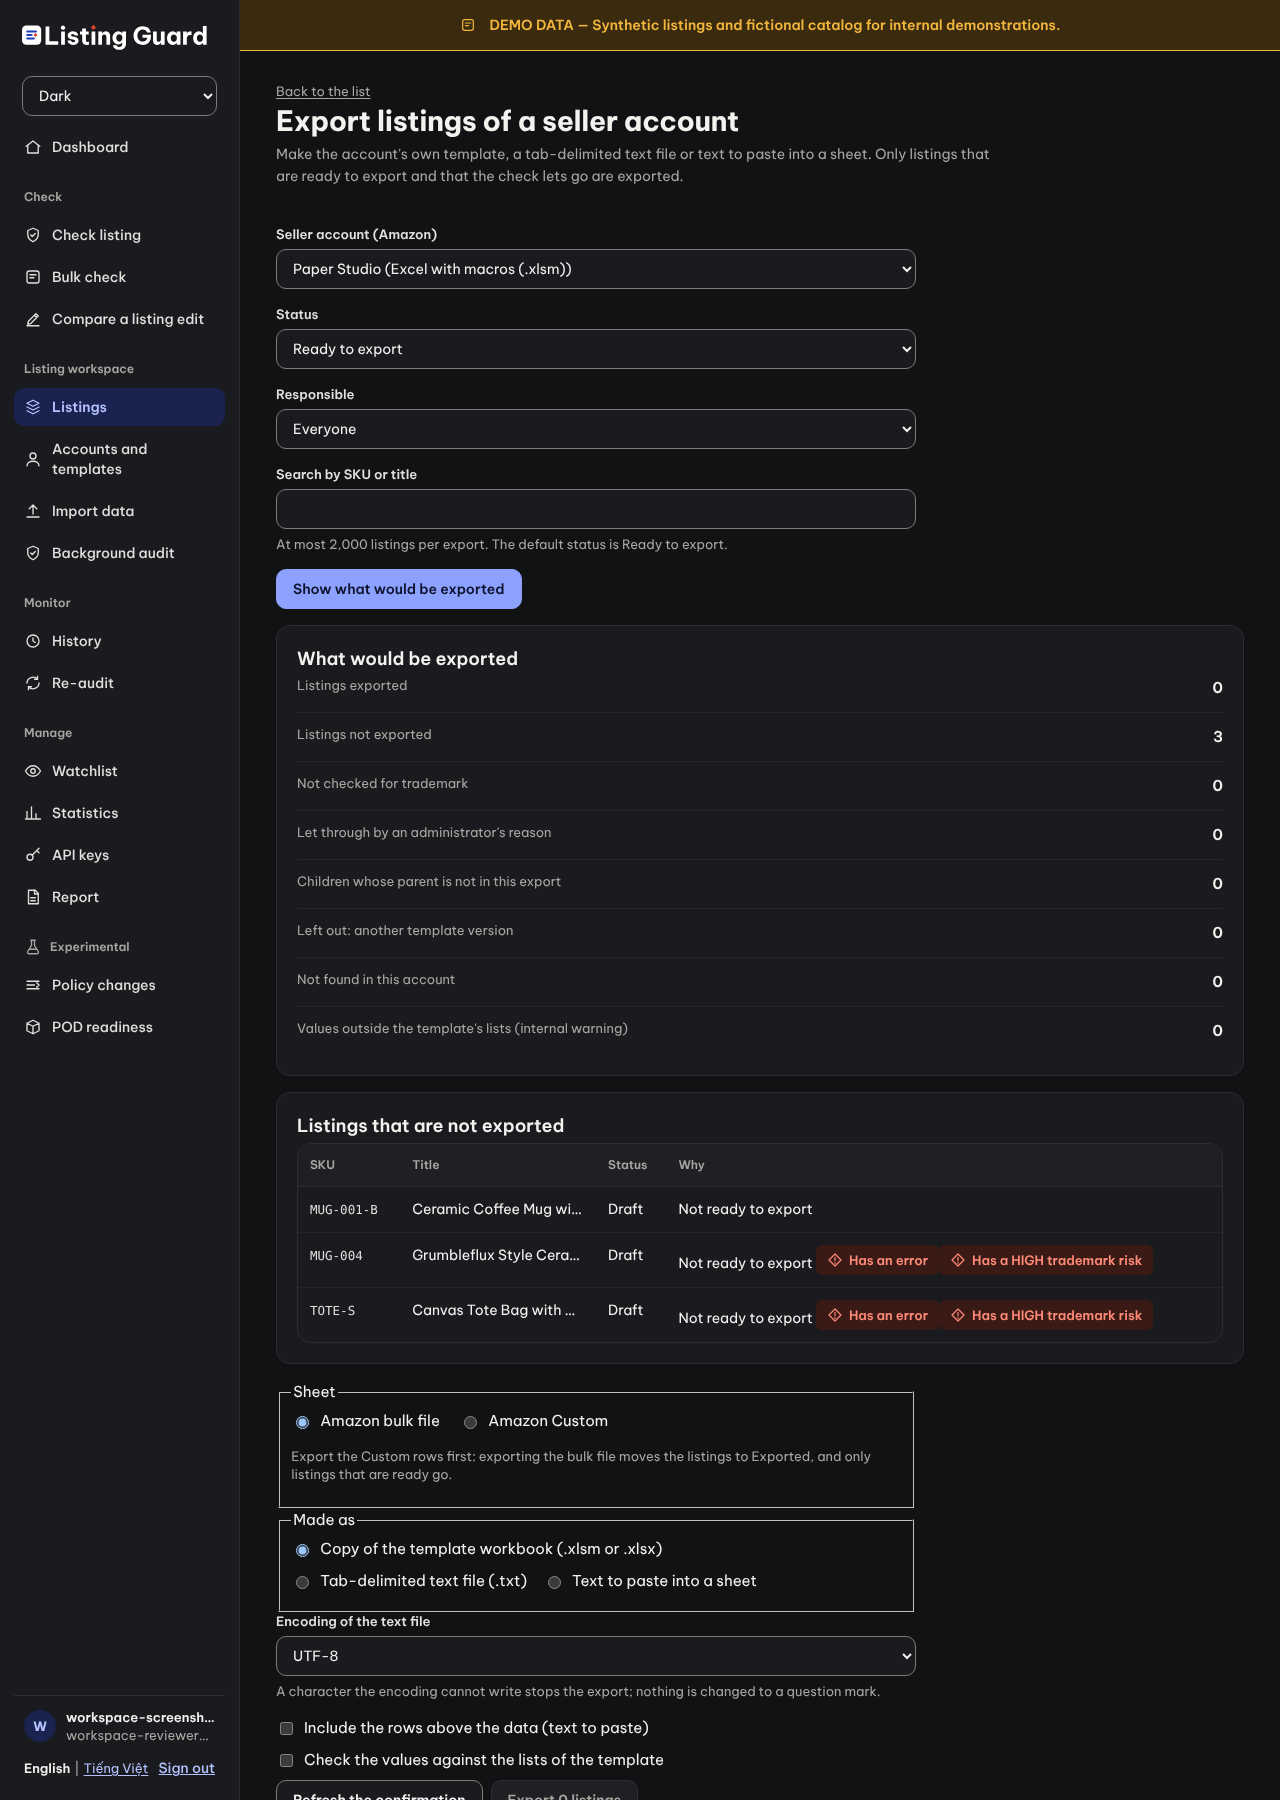 Listing Guard
Dark
Dashboard
Check
Check listing
Bulk check
Compare a listing edit
Listing workspace
Listings
Accounts and
templates
Import data
Background audit
Monitor
History
Re-audit
Manage
Watchlist
Statistics
API keys
Report
Experimental
Policy changes
POD readiness
W
workspace-screensh...
workspace-reviewer...
English | Tiếng Việt Sign out
DEMO DATA — Synthetic listings and fictional catalog for internal demonstrations.
Back to the list
Export listings of a seller account
Make the account's own template, a tab-delimited text file or text to paste into a sheet. Only listings that
are ready to export and that the check lets go are exported.
Seller account (Amazon)
Paper Studio (Excel with macros (.xlsm))
Status
Ready to export
Responsible
Everyone
Search by SKU or title
At most 2,000 listings per export. The default status is Ready to export.
Show what would be exported
What would be exported
Listings exported 0
Listings not exported 3
Not checked for trademark 0
Let through by an administrator's reason 0
Children whose parent is not in this export 0
Left out: another template version 0
Not found in this account 0
Values outside the template's lists (internal warning) 0
Listings that are not exported
SKU Title Status Why
MUG-001-B Ceramic Coffee Mug wi... Draft Not ready to export
MUG-004 Grumbleflux Style Cera... Draft Not ready to export Has an error Has a HIGH trademark risk
TOTE-S Canvas Tote Bag with ... Draft Not ready to export Has an error Has a HIGH trademark risk
Sheet
Amazon bulk file Amazon Custom
Export the Custom rows first: exporting the bulk file moves the listings to Exported, and only
listings that are ready go.
Made as
Copy of the template workbook (.xlsm or .xlsx)
Tab-delimited text file (.txt) Text to paste into a sheet
Encoding of the text file
UTF-8
A character the encoding cannot write stops the export; nothing is changed to a question mark.
Include the rows above the data (text to paste)
Check the values against the lists of the template
Refresh the confirmation Export 0 listings